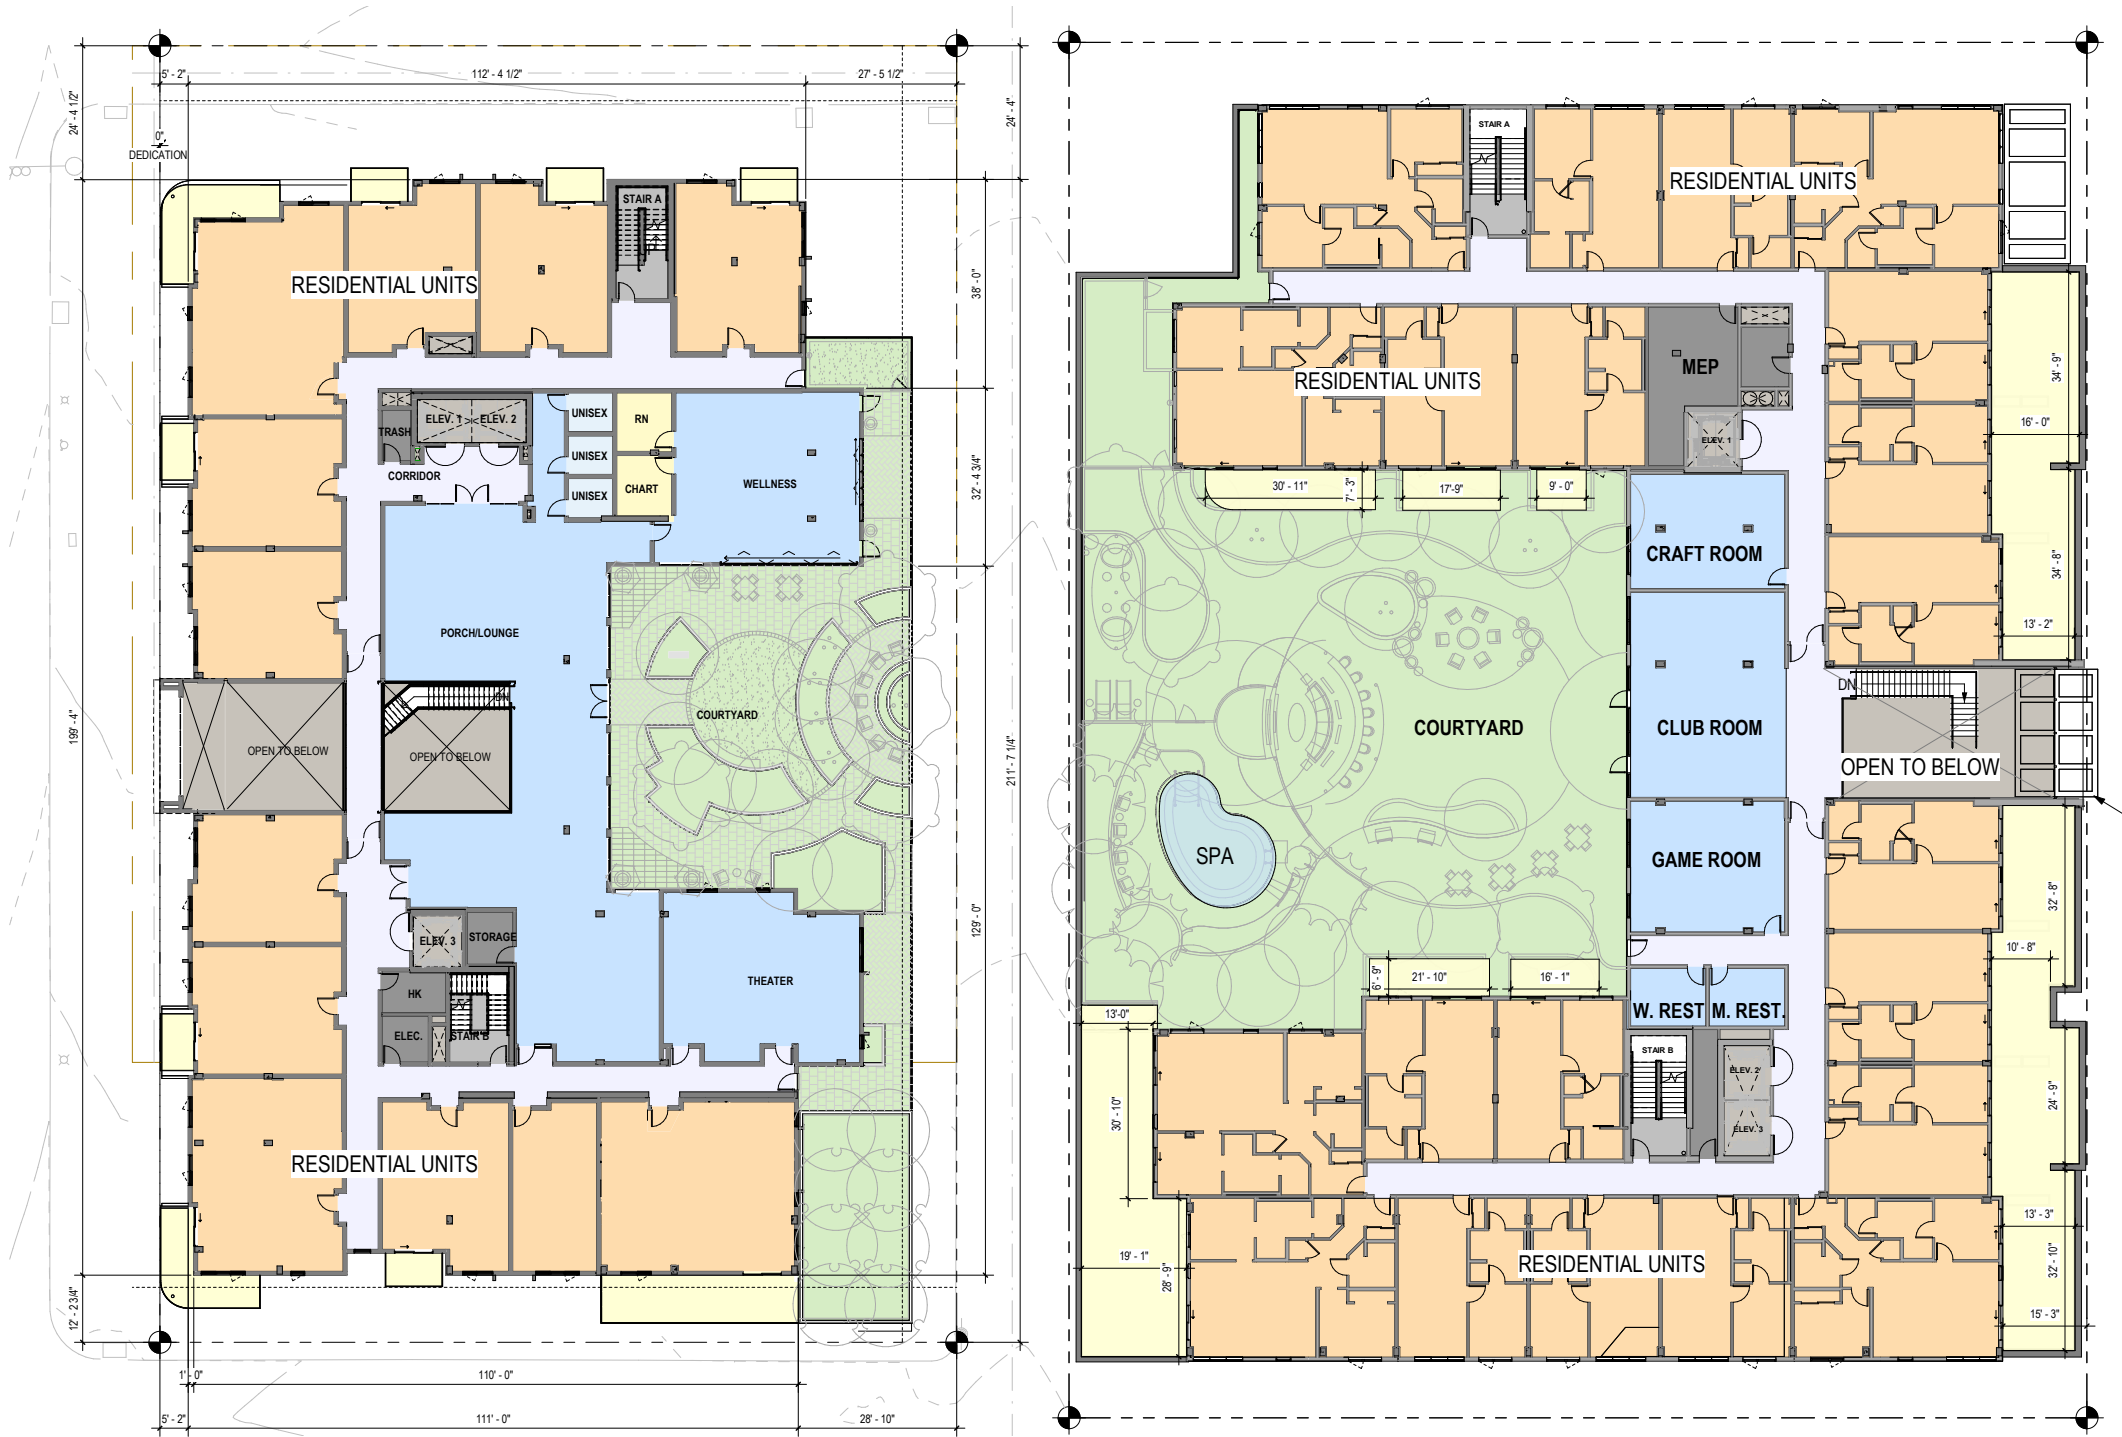 5' - 2"
112' - 4 1/2"
27' - 5 1/2"
24' - 4 1/2"
24' - 4"
0"
DEDICATION
STAIR A
RESIDENTIAL UNITS
38' - 0"
ELEV. 1
ELEV. 2
UNISEX
RN
TRASH
UNISEX
CORRIDOR
UNISEX
CHART
WELLNESS
32' - 4 3/4"
PORCH/LOUNGE
DN
COURTYARD
OPEN TO BELOW
OPEN TO BELOW
199' - 4"
211' - 7 1/4"
129' - 0"
ELEV. 3
STORAGE
THEATER
HK
ELEC.
STAIR B
RESIDENTIAL UNITS
12' - 2 3/4"
1' - 0"
110' - 0"
5' - 2"
111' - 0"
28' - 10"
STAIR A
RESIDENTIAL UNITS
MEP
RESIDENTIAL UNITS
34' - 9"
16' - 0"
ELEV. 1
30' - 11"
7' - 3"
17'-9"
9' - 0"
CRAFT ROOM
34' - 8"
13' - 2"
DN
COURTYARD
CLUB ROOM
OPEN TO BELOW
SPA
GAME ROOM
32' - 8"
10' - 8"
6' - 9"
21' - 10"
16' - 1"
13'-0"
W. REST
M. REST.
STAIR B
ELEV. 2
ELEV. 3
30' - 10"
24' - 9"
19' - 1"
28' - 9"
RESIDENTIAL UNITS
13' - 3"
32' - 10"
15' - 3"